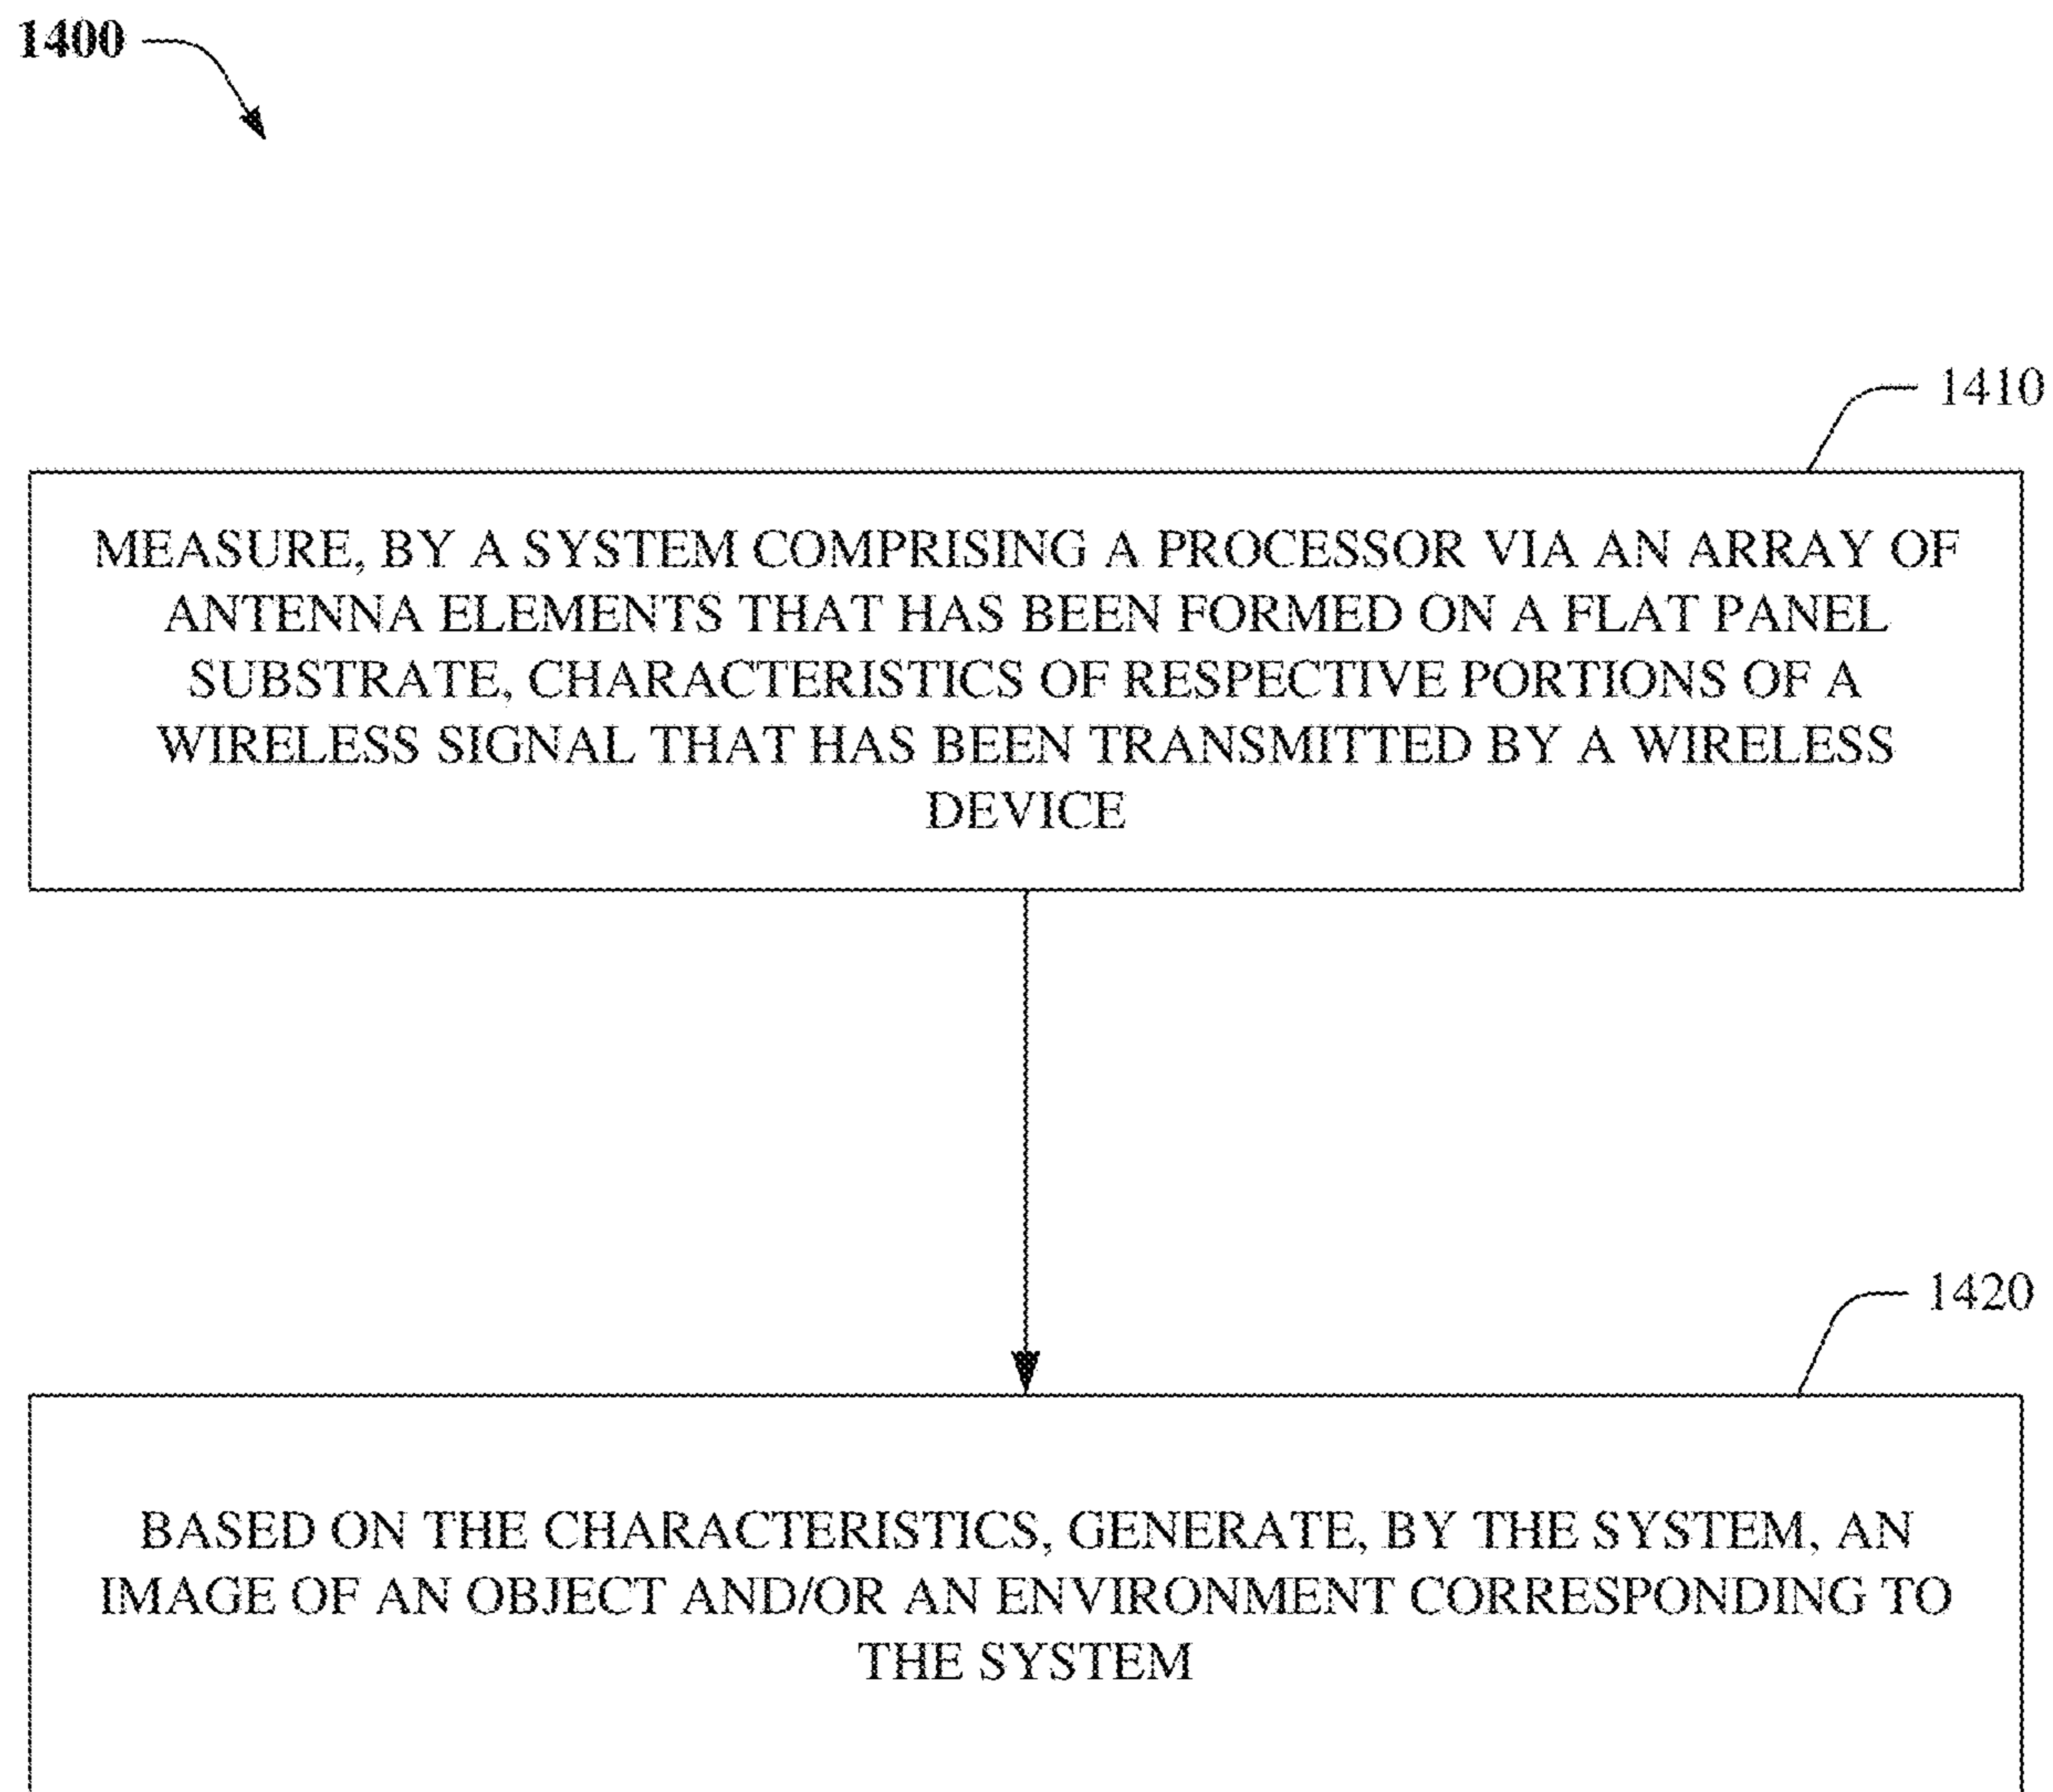 1400
1410
MEASURE, BY A SYSTEM COMPRISING A PROCESSOR VIA AN ARRAY OF
ANTENNA ELEMENTS THAT HAS BEEN FORMED ON A FLAT PANEL
SUBSTRATE, CHARACTERISTICS OF RESPECTIVE PORTIONS OF A
WIRELESS SIGNAL THAT HAS BEEN TRANSMITTED BY A WIRELESS
DEVICE
1420
BASED ON THE CHARACTERISTICS, GENERATE, BY THE SYSTEM, AN
IMAGE OF AN OBJECT AND/OR AN ENVIRONMENT CORRESPONDING TO
THE SYSTEM